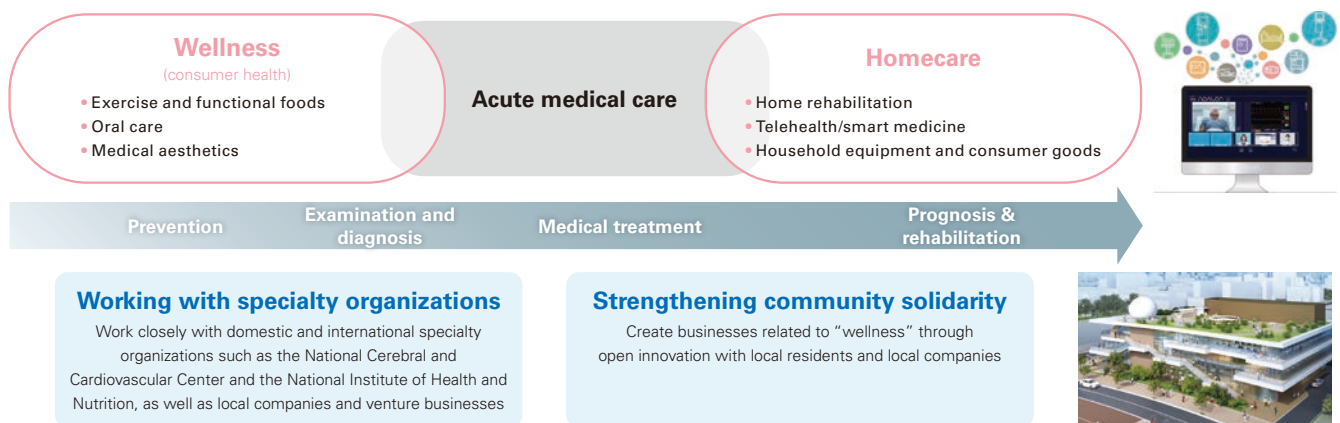 Wellness
(consumer health)
• Exercise and functional foods
• Oral care
• Medical aesthetics
Acute medical care
Homecare
• Home rehabilitation
• Telehealth/smart medicine
• Household equipment and consumer goods
Prevention
Examination and
diagnosis
Medical treatment
Prognosis &
rehabilitation
Working with specialty organizations
Work closely with domestic and international specialty
organizations such as the National Cerebral and
Cardiovascular Center and the National Institute of Health and
Nutrition, as well as local companies and venture businesses
Strengthening community solidarity
Create businesses related to “wellness” through
open innovation with local residents and local companies